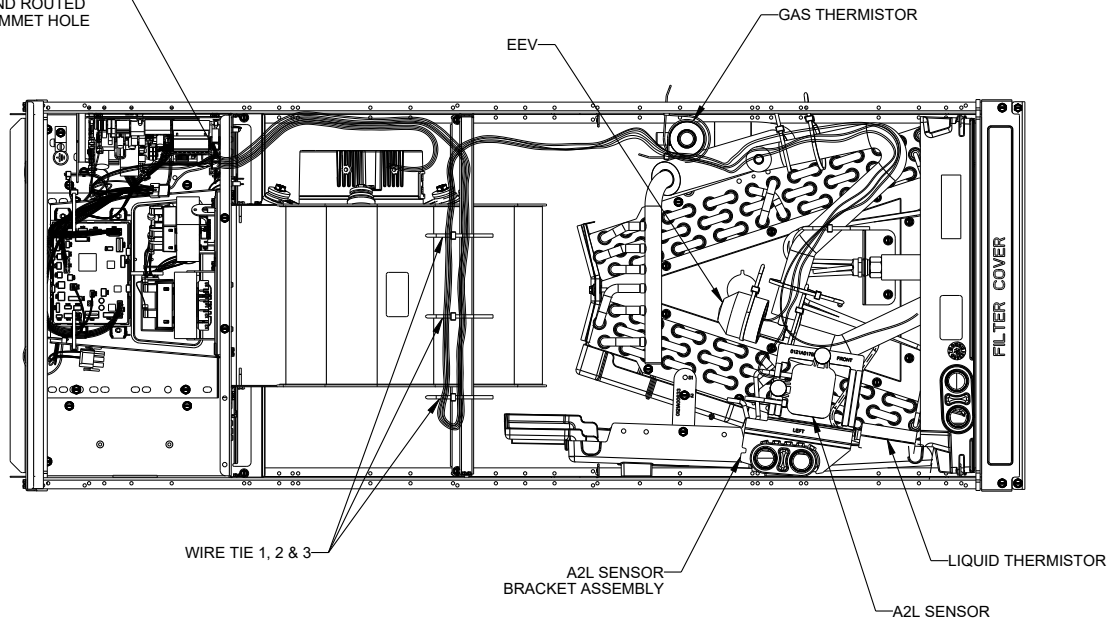 ND ROUTED
MMET HOLE
GAS THERMISTOR
EEV
FILTER COVER
FRONT
LEFT
WIRE TIE 1, 2 & 3
A2L SENSOR
BRACKET ASSEMBLY
LIQUID THERMISTOR
A2L SENSOR